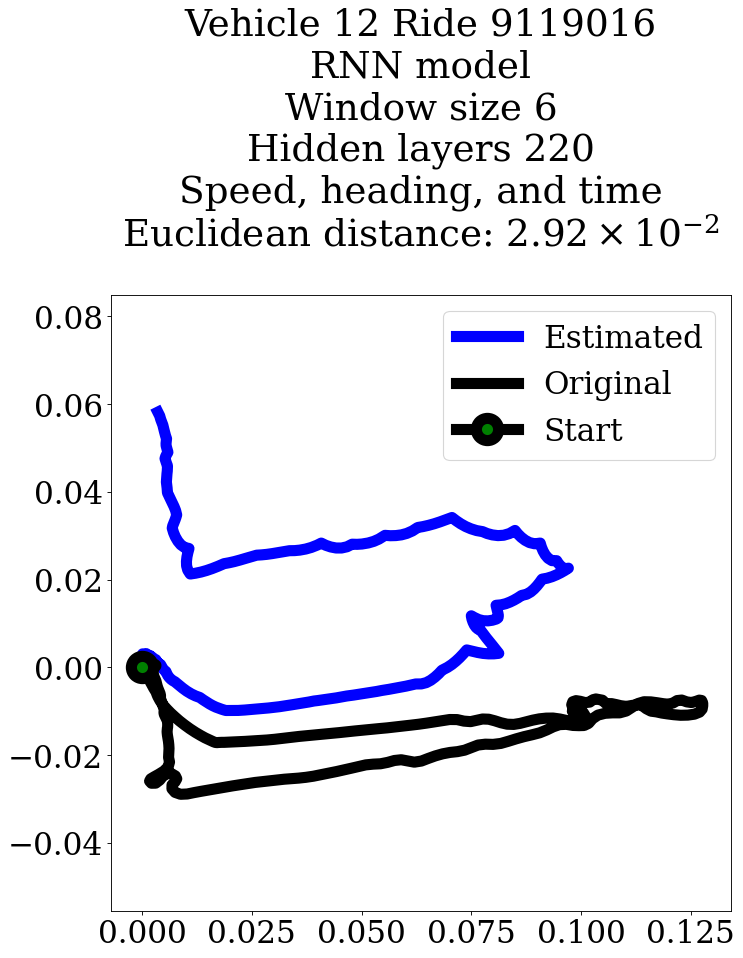 Vehicle 12 Ride 9119016
RNN model
Window size 6
Hidden layers 220
Speed, heading, and time
Euclidean distance: 2.92 × 10⁻²
Estimated
Original
Start
0.08
0.06
0.04
0.02
0.00
−0.02
−0.04
0.000 0.025 0.050 0.075 0.100 0.125